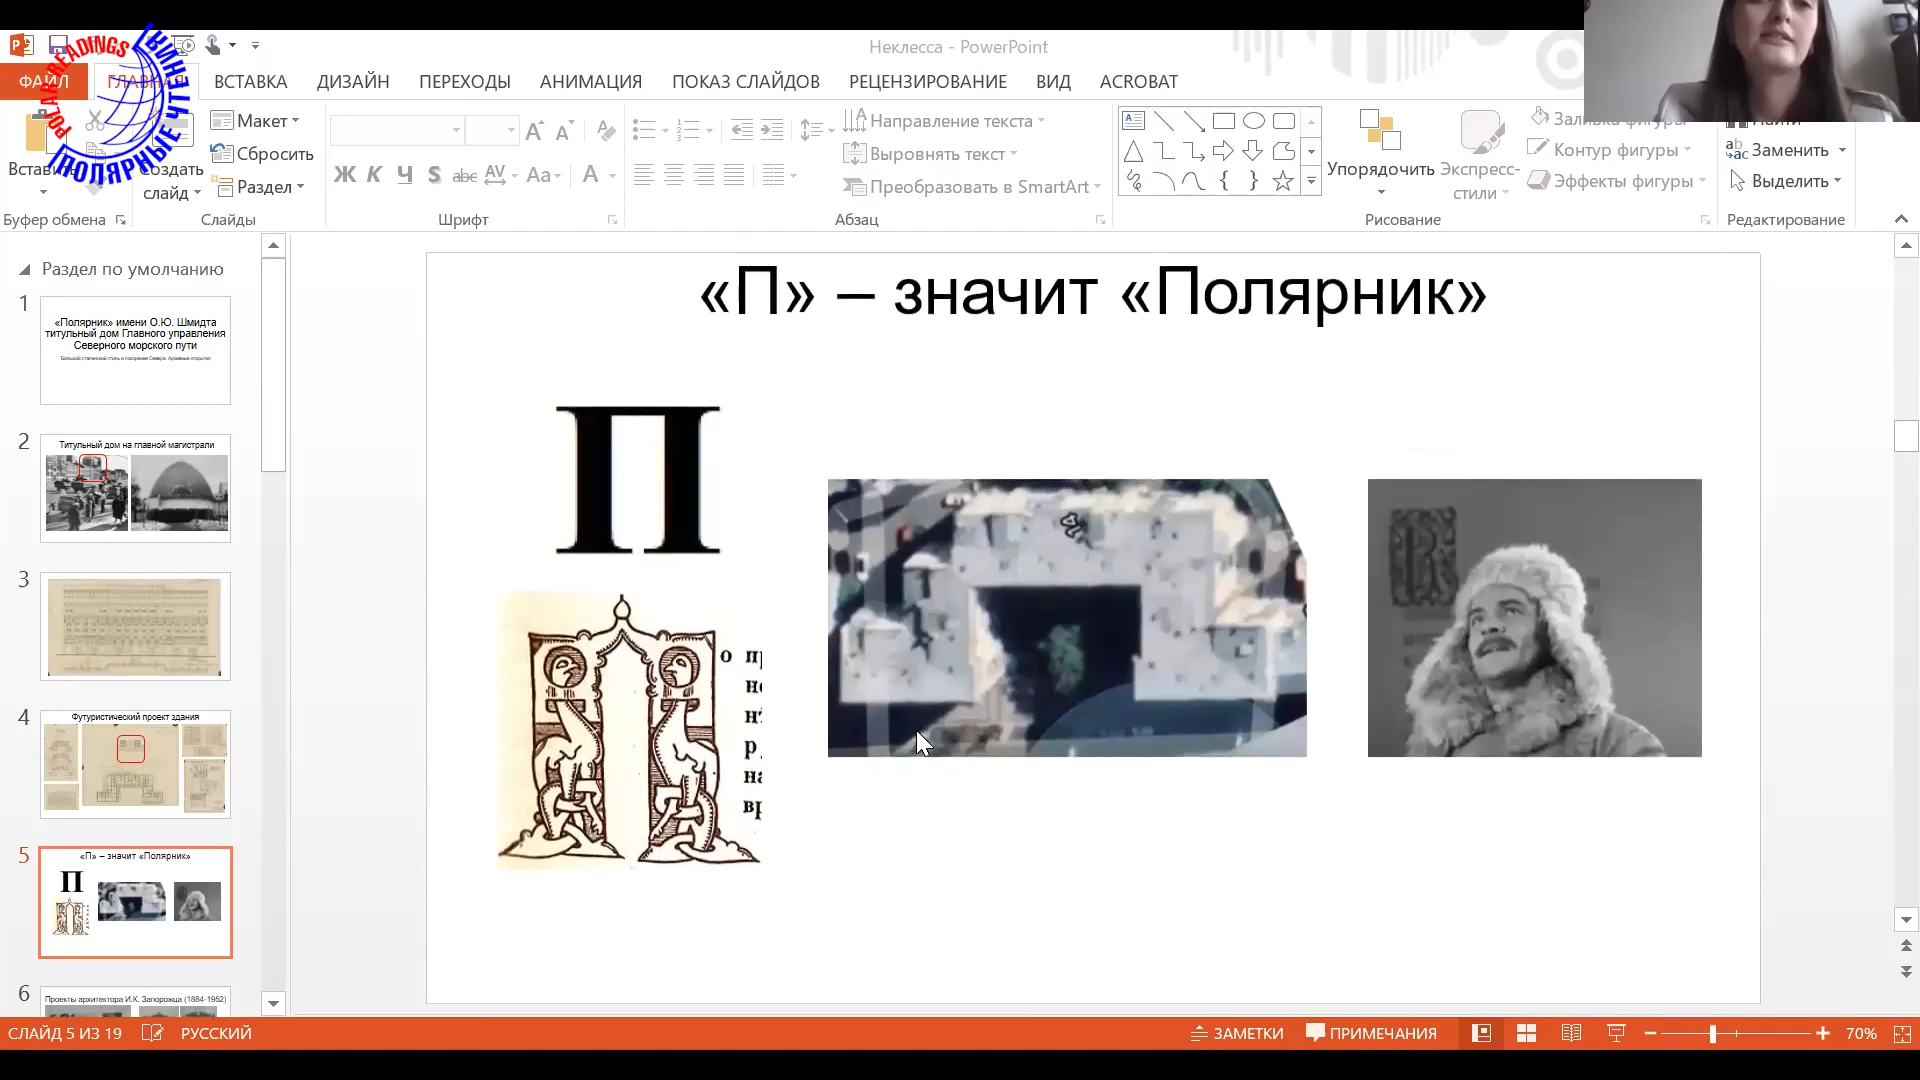 POLAR READINGS
ПОЛЯРНЫЕ ЧТЕНИЯ
Неклесса - PowerPoint
ФАЙЛ
ГЛАВНАЯ
ВСТАВКА
ДИЗАЙН
ПЕРЕХОДЫ
АНИМАЦИЯ
ПОКАЗ СЛАЙДОВ
РЕЦЕНЗИРОВАНИЕ
ВИД
ACROBAT
Макет
Сбросить
Раздел
Создать
слайд
Ж К Ч S abc AV Aa A
Направление текста
Выровнять текст
Преобразовать в SmartArt
Упорядочить
Экспресс-
стили
Заливка фигуры
Контур фигуры
Эффекты фигуры
Найти
Заменить
Выделить
Буфер обмена
Слайды
Шрифт
Абзац
Рисование
Редактирование
Раздел по умолчанию
1
«Полярник» имени О.Ю. Шмидта
титульный дом Главного управления
Северного морского пути
Большой сталинский стиль и покорение Севера. Архивные открытия
2
Титульный дом на главной магистрали
3
4
Футуристический проект здания
5
«П» – значит «Полярник»
П
6
Проекты архитектора И.К. Запорожца (1884-1952)
«П» – значит «Полярник»
П
о
СЛАЙД 5 ИЗ 19
РУССКИЙ
ЗАМЕТКИ
ПРИМЕЧАНИЯ
70%